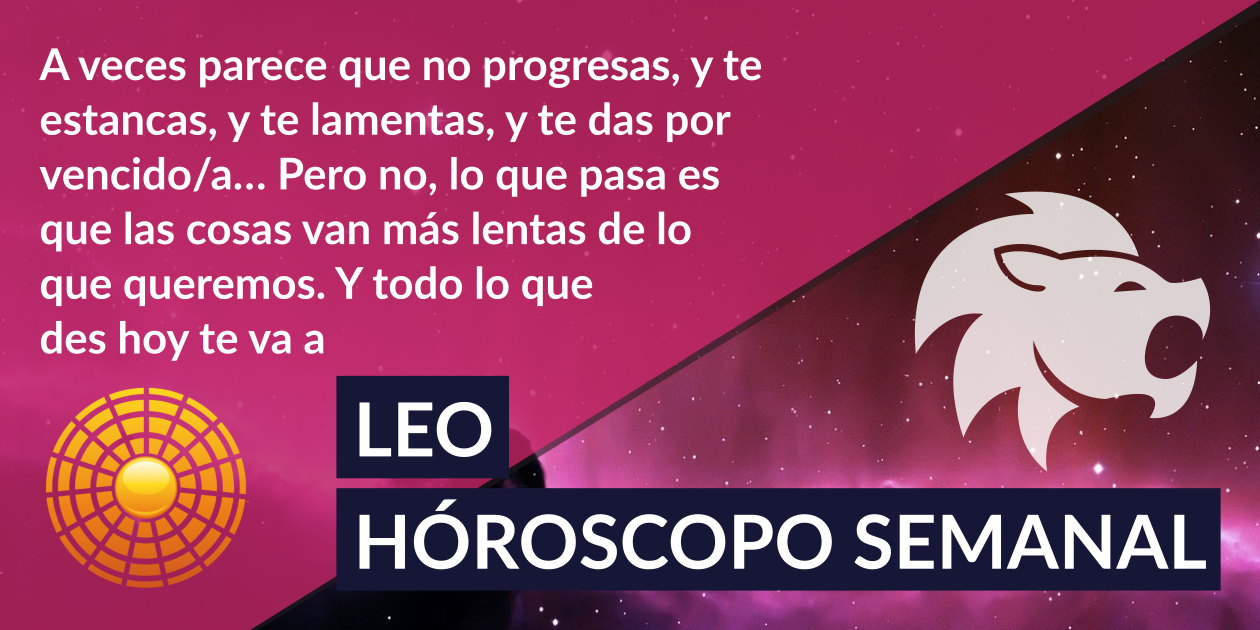 A veces parece que no progresas, y te
estancas, y te lamentas, y te das por
vencido/a... Pero no, lo que pasa es
que las cosas van más lentas de lo
que queremos. Y todo lo que
des hoy te va a
LEO
HÓROSCOPO SEMANAL